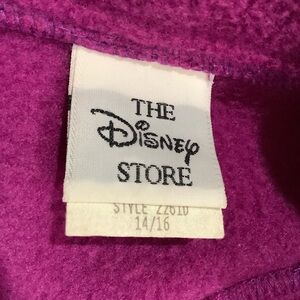 THE
Disney
STORE
STYLE 22610
14/16